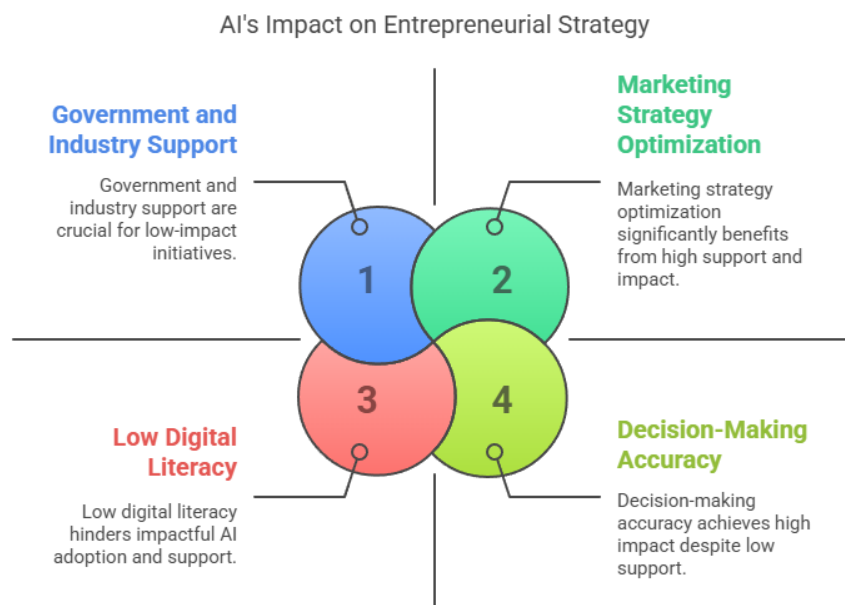 AI's Impact on Entrepreneurial Strategy
Government and
Industry Support
Government and
industry support are
crucial for low-impact
initiatives.
Marketing
Strategy
Optimization
Marketing strategy
optimization
significantly benefits
from high support and
impact.
1
2
3
4
Low Digital
Literacy
Low digital literacy
hinders impactful AI
adoption and support.
Decision-Making
Accuracy
Decision-making
accuracy achieves high
impact despite low
support.